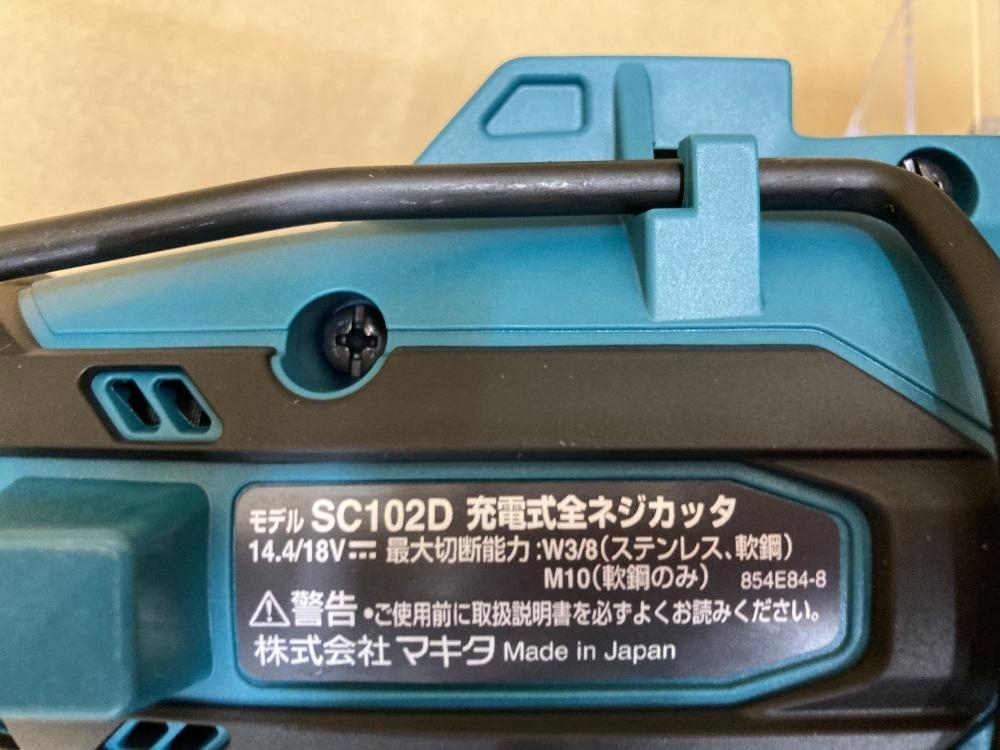 モデル SC102D 充電式全ネジカッタ
14.4/18V⎓ 最大切断能力:W3/8(ステンレス、軟鋼)
M10(軟鋼のみ) 854E84-8
⚠警告 •ご使用前に取扱説明書を必ずよくお読みください。
株式会社 マキタ Made in Japan